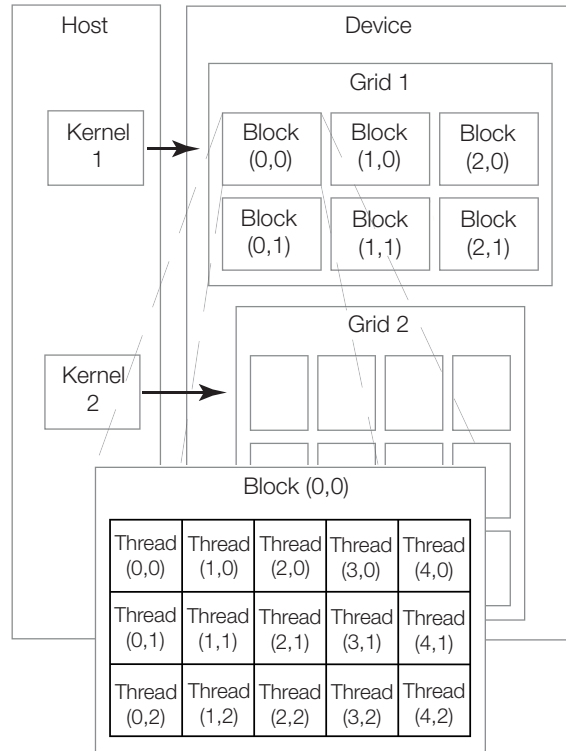 Host
Device
Grid 1
Kernel
1
Block
(0,0)
Block
(1,0)
Block
(2,0)
Block
(0,1)
Block
(1,1)
Block
(2,1)
Grid 2
Kernel
2
Block (0,0)
Thread
(0,0)
Thread
(1,0)
Thread
(2,0)
Thread
(3,0)
Thread
(4,0)
Thread
(0,1)
Thread
(1,1)
Thread
(2,1)
Thread
(3,1)
Thread
(4,1)
Thread
(0,2)
Thread
(1,2)
Thread
(2,2)
Thread
(3,2)
Thread
(4,2)